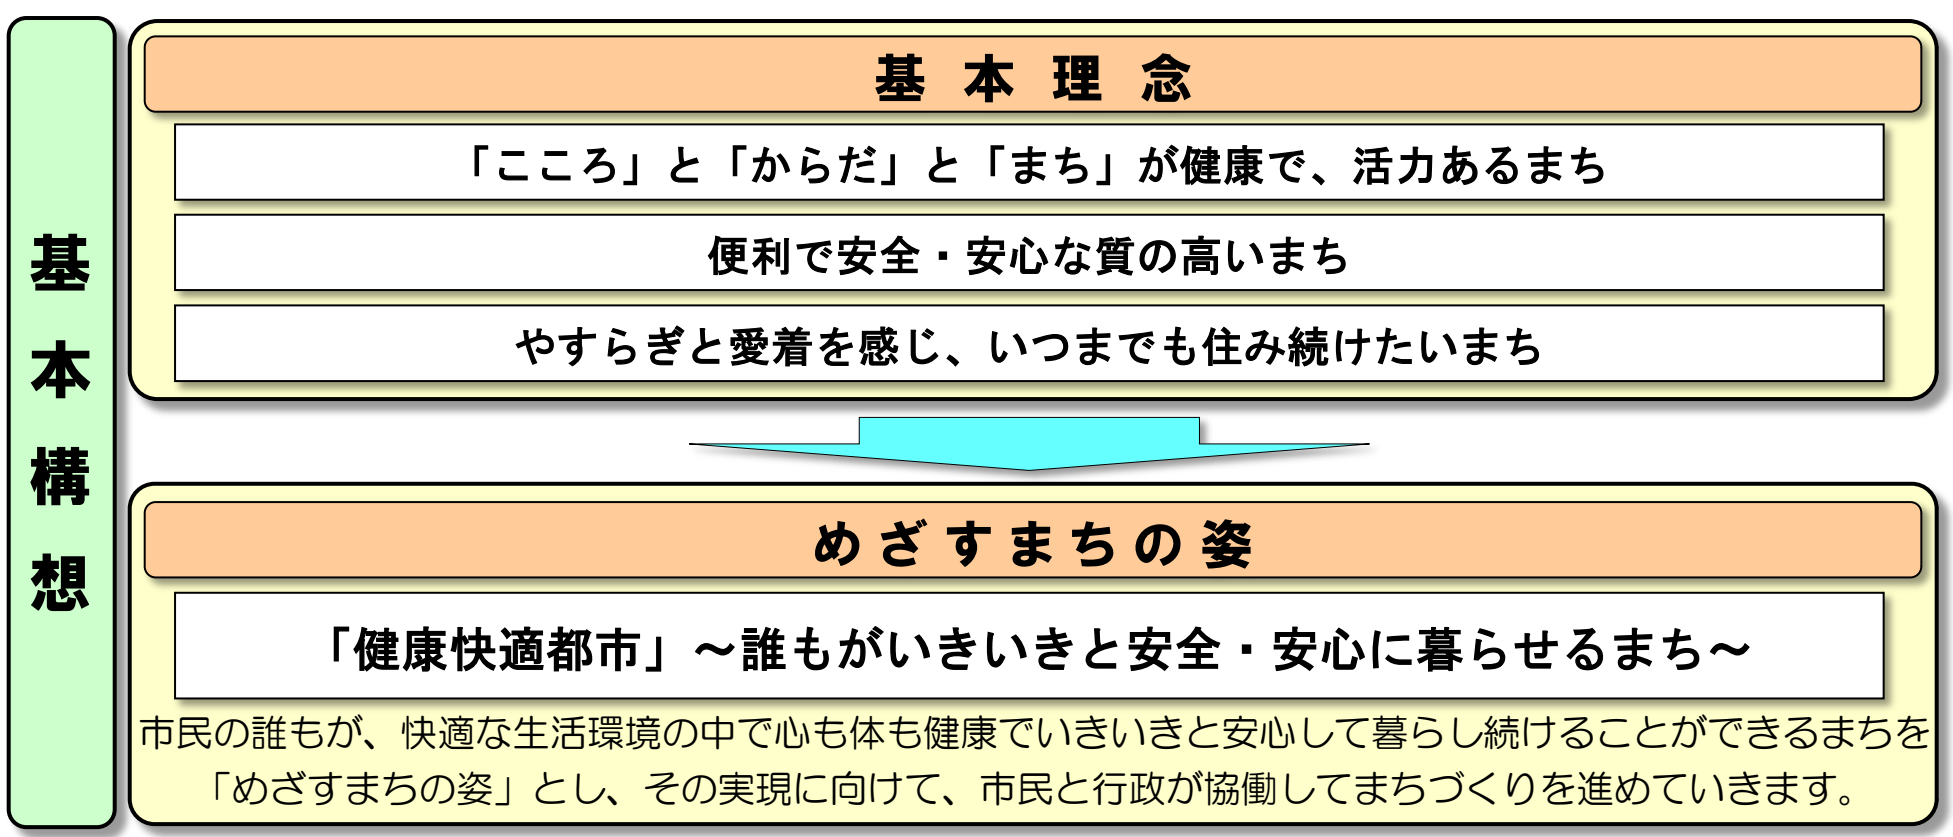 基本構想
基本理念
「こころ」と「からだ」と「まち」が健康で、活力あるまち
便利で安全・安心な質の高いまち
やすらぎと愛着を感じ、いつまでも住み続けたいまち
めざすまちの姿
「健康快適都市」～誰もがいきいきと安全・安心に暮らせるまち～
市民の誰もが、快適な生活環境の中で心も体も健康でいきいきと安心して暮らし続けることができるまちを
「めざすまちの姿」とし、その実現に向けて、市民と行政が協働してまちづくりを進めていきます。